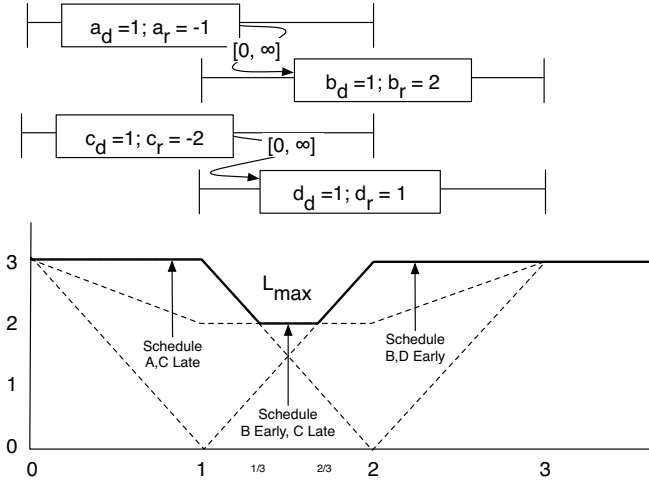 a_d =1; a_r = -1
[0, ∞]
b_d =1; b_r = 2
c_d =1; c_r = -2
[0, ∞]
d_d =1; d_r = 1
3
L_max
2
Schedule
A,C Late
Schedule
B,D Early
1
Schedule
B Early, C Late
0
0 1 1/3 2/3 2 3